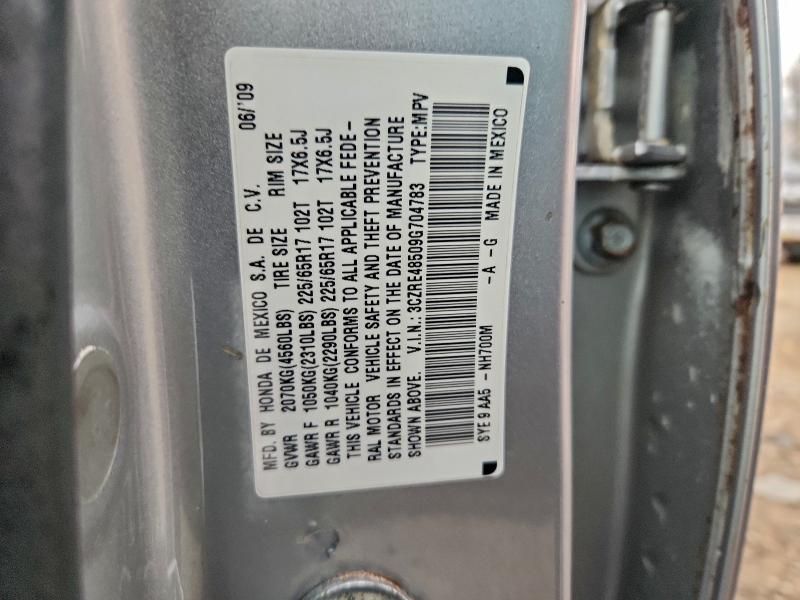 MFD. BY HONDA DE MEXICO S.A. DE C.V. 06/'09
GVWR 2070KG(4560LBS) TIRE SIZE RIM SIZE
GAWR F 1050KG(2310LBS) 225/65R17 102T 17X6.5J
GAWR R 1040KG(2290LBS) 225/65R17 102T 17X6.5J
THIS VEHICLE CONFORMS TO ALL APPLICABLE FEDE-
RAL MOTOR VEHICLE SAFETY AND THEFT PREVENTION
STANDARDS IN EFFECT ON THE DATE OF MANUFACTURE
SHOWN ABOVE. V.I.N.: 3CZRE48509G704783 TYPE:MPV
SYE 9 AA5 -NH700M -A -G MADE IN MEXICO